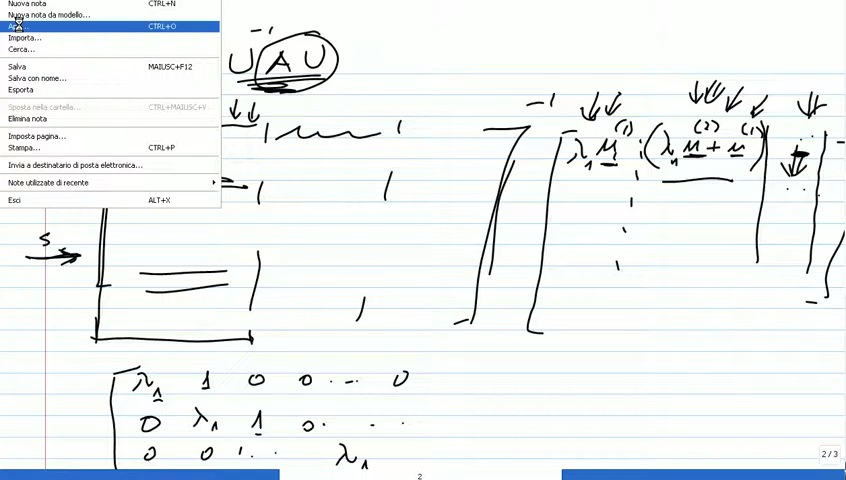 Nuova nota CTRL+N
Nuova nota da modello...
CTRL+O
Importa...
Cerca...
Salva MAIUSC+F12
Salva con nome...
Esporta
Sposta nella cartella... CTRL+MAIUSC+V
Elimina nota
Imposta pagina...
Stampa... CTRL+P
Invia a destinatario di posta elettronica...
Note utilizzate di recente
Esci ALT+X
U⁻¹ A U
-1
λ₁ u⁽¹⁾ (λ₁ u⁽²⁾ + u⁽¹⁾)
S
λ₁ 1 0 0 ... 0
0 λ₁ 1 0 . . .
0 0 ... λ₁
2 / 3
2